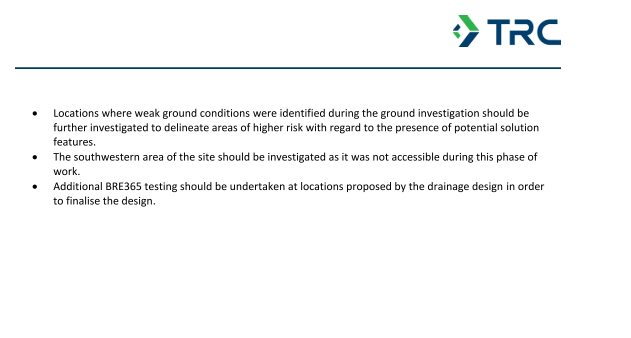 TRC
• Locations where weak ground conditions were identified during the ground investigation should be
further investigated to delineate areas of higher risk with regard to the presence of potential solution
features.
• The southwestern area of the site should be investigated as it was not accessible during this phase of
work.
• Additional BRE365 testing should be undertaken at locations proposed by the drainage design in order
to finalise the design.